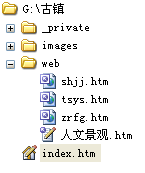 G:\古镇
_private
images
web
shjj.htm
tsys.htm
zrfg.htm
人文景观.htm
index.htm